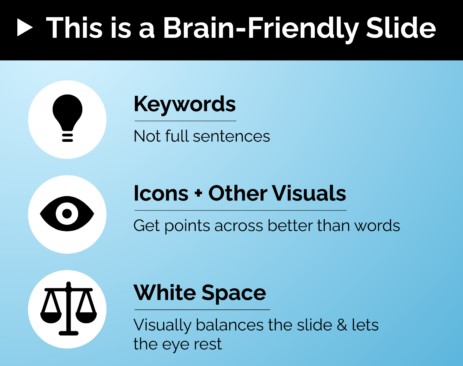 This is a Brain-Friendly Slide
Keywords
Not full sentences
Icons + Other Visuals
Get points across better than words
White Space
Visually balances the slide & lets
the eye rest